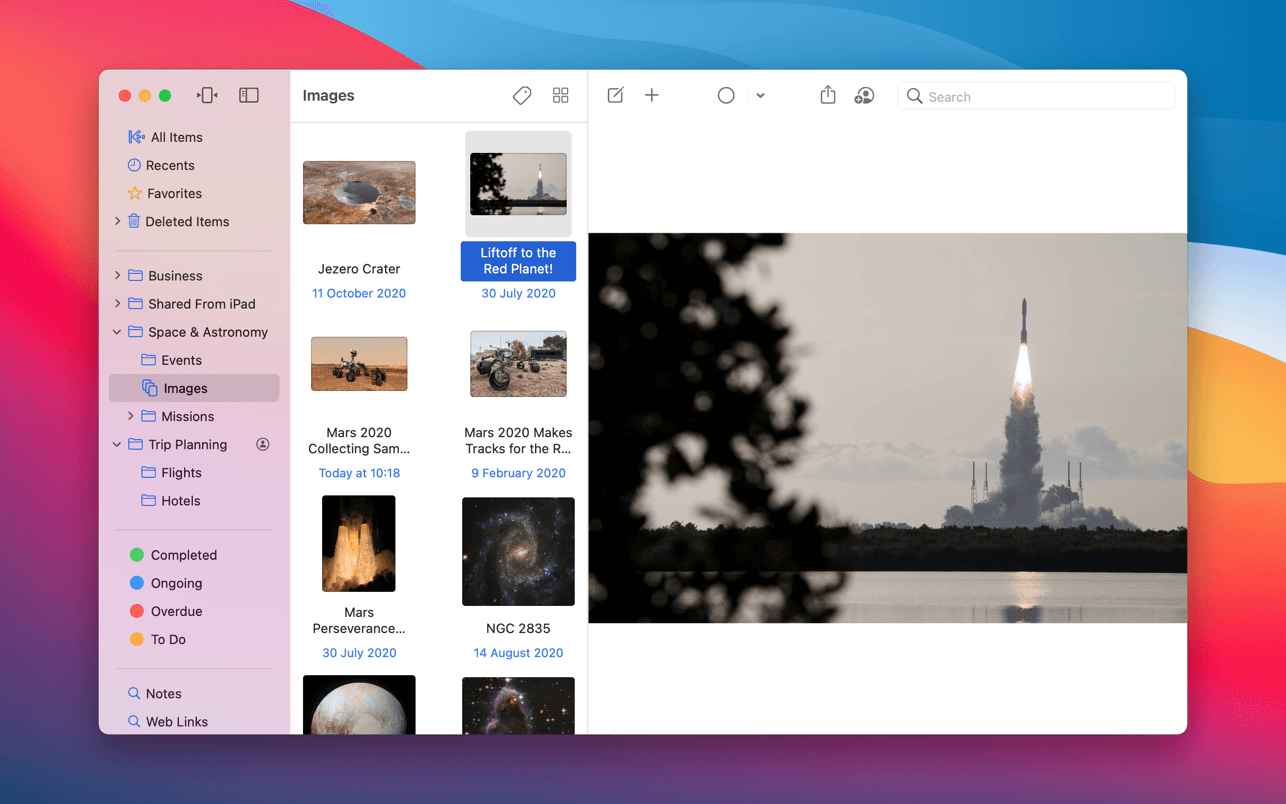 All Items
Recents
Favorites
Deleted Items
Business
Shared From iPad
Space & Astronomy
Events
Images
Missions
Trip Planning
Flights
Hotels
Completed
Ongoing
Overdue
To Do
Notes
Web Links
Images
Jezero Crater
11 October 2020
Liftoff to the
Red Planet!
30 July 2020
Mars 2020
Collecting Sam...
Today at 10:18
Mars 2020 Makes
Tracks for the R...
9 February 2020
Mars
Perseverance...
30 July 2020
NGC 2835
14 August 2020
Search